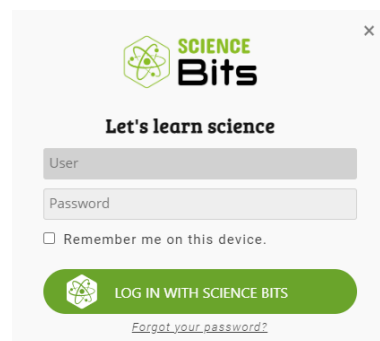 ×
SCIENCE
Bits
Let's learn science
User
Password
Remember me on this device.
LOG IN WITH SCIENCE BITS
Forgot your password?